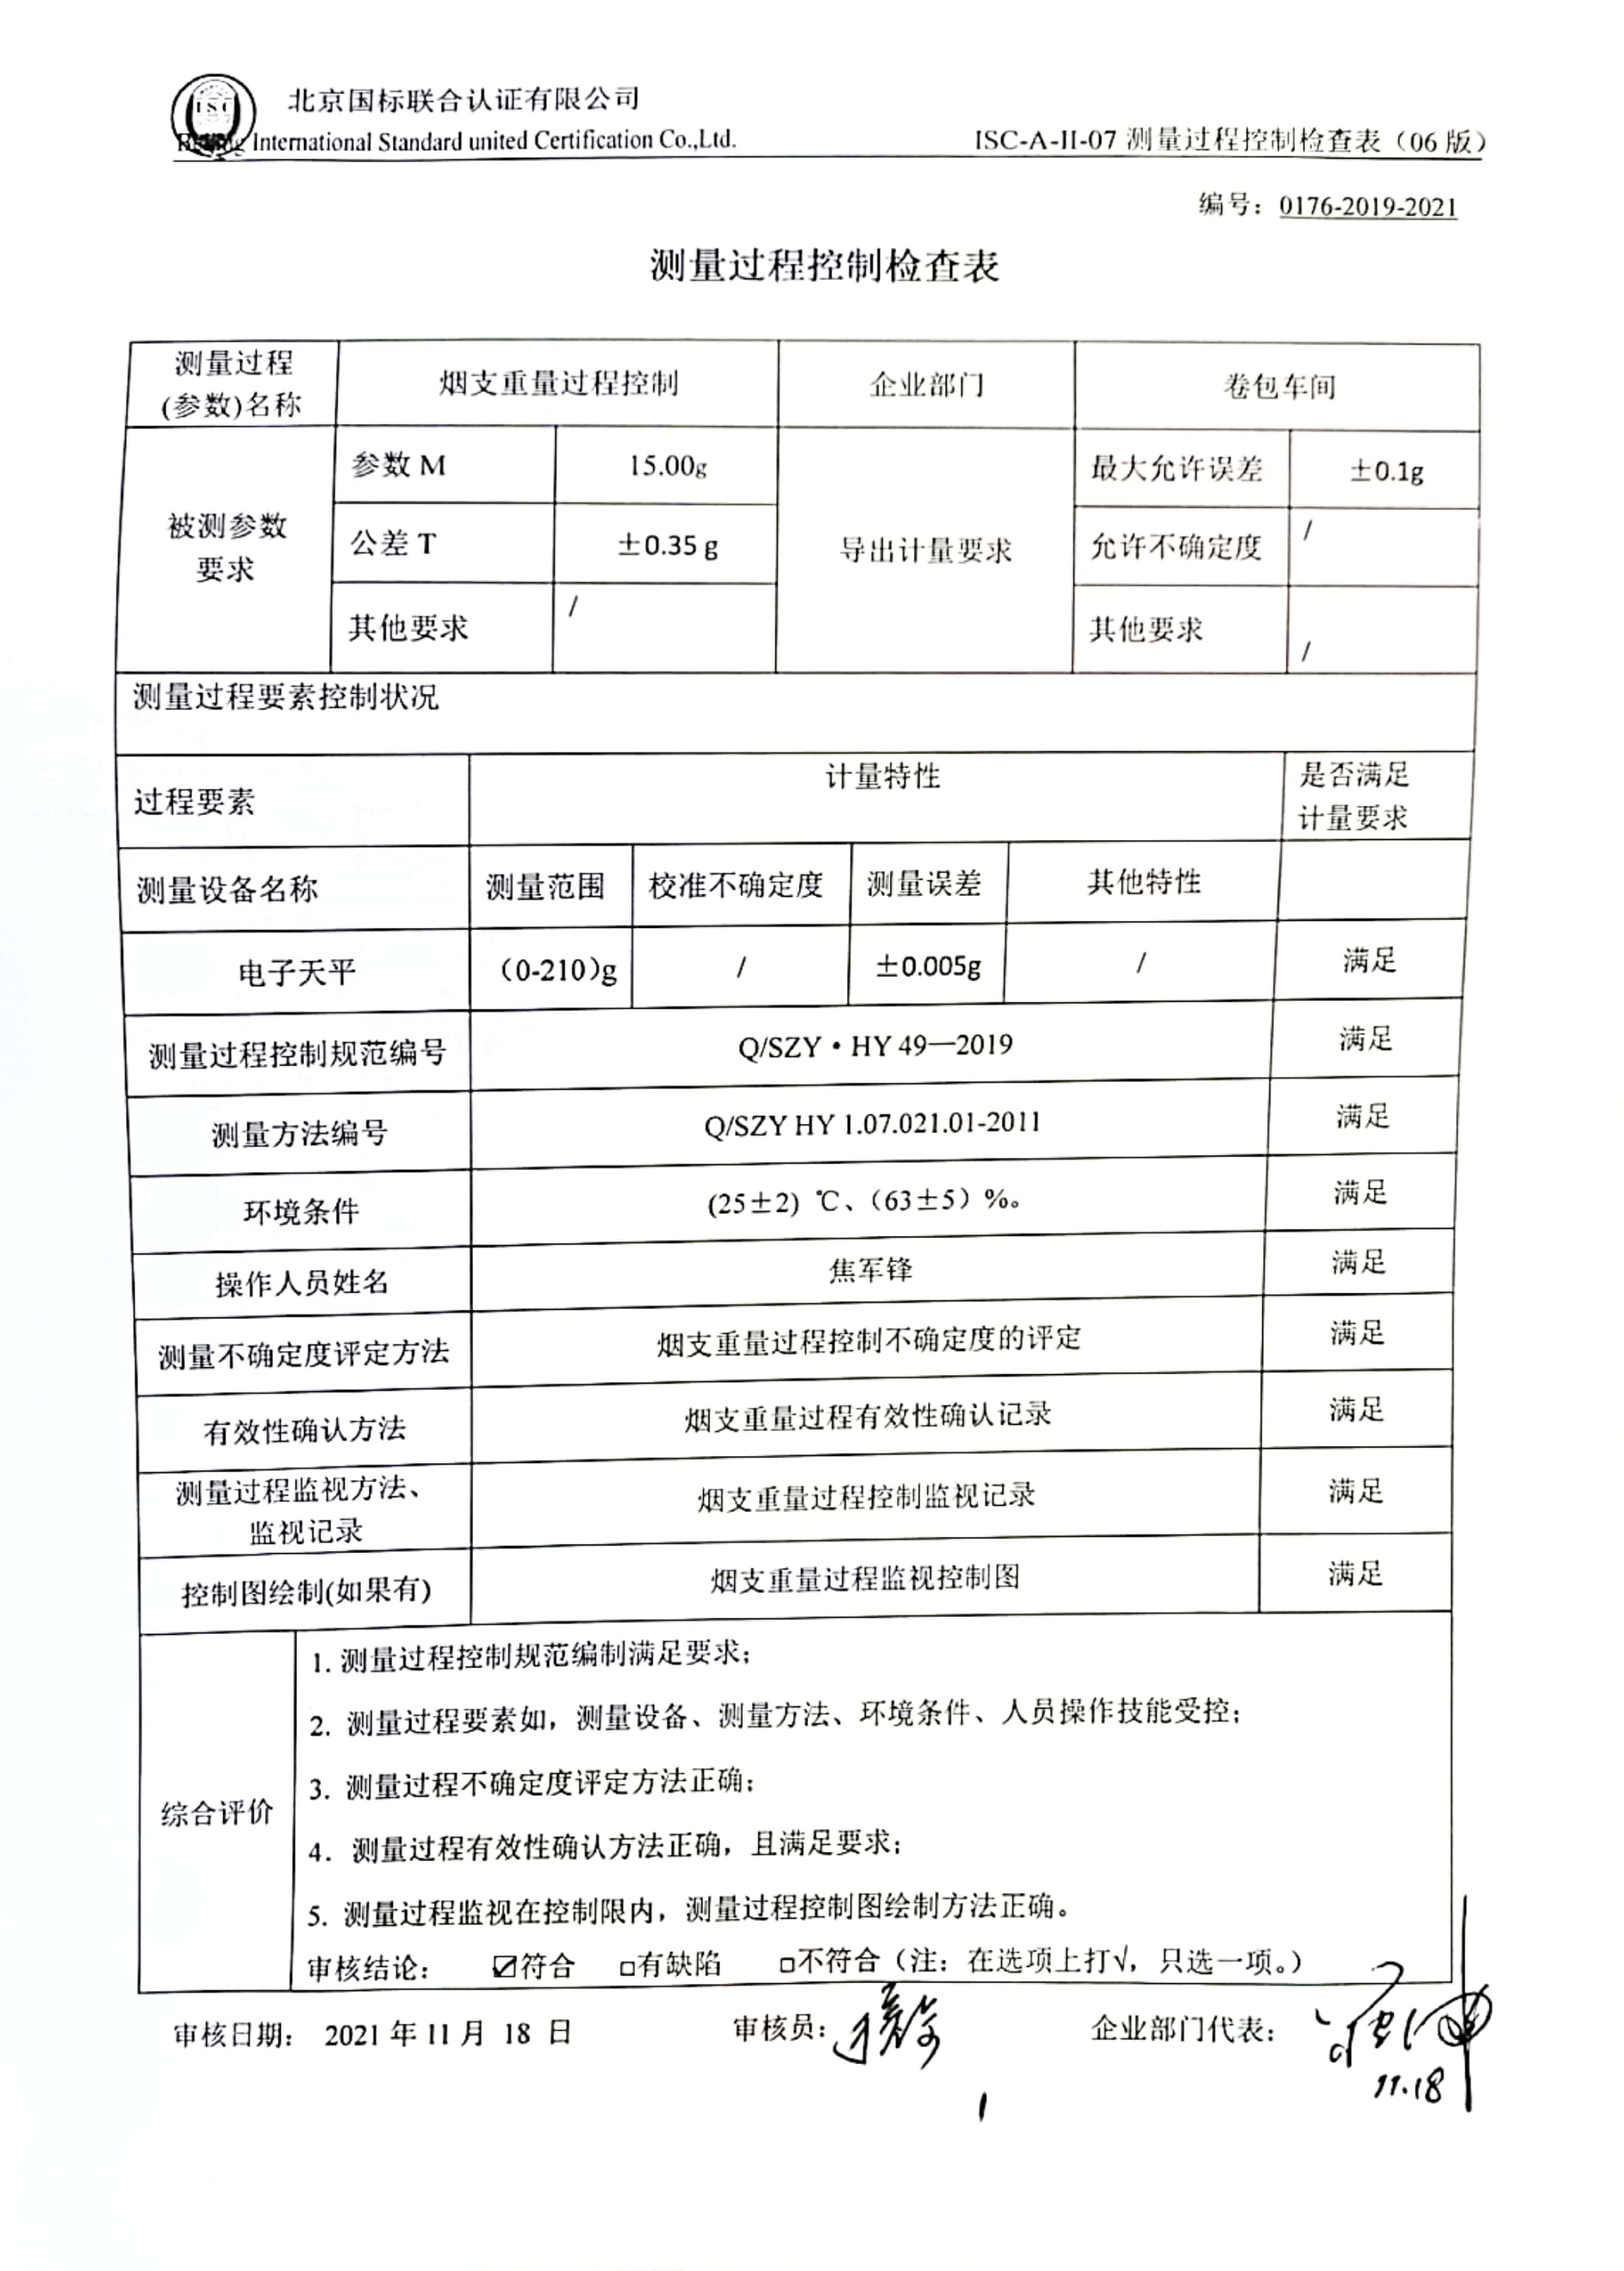 北京国标联合认证有限公司
International Standard united Certification Co.,Ltd.
ISC-A-II-07 测量过程控制检查表（06 版）
编号：0176-2019-2021
测量过程控制检查表
测量过程
(参数)名称
烟支重量过程控制
企业部门
卷包车间
被测参数
要求
参数 M
15.00g
导出计量要求
最大允许误差
±0.1g
公差 T
±0.35 g
允许不确定度
/
其他要求
/
其他要求
/
测量过程要素控制状况
过程要素
计量特性
是否满足
计量要求
测量设备名称
测量范围
校准不确定度
测量误差
其他特性
电子天平
（0-210）g
/
±0.005g
/
满足
测量过程控制规范编号
Q/SZY·HY 49—2019
满足
测量方法编号
Q/SZY HY 1.07.021.01-2011
满足
环境条件
(25±2) ℃、（63±5）%。
满足
操作人员姓名
焦军锋
满足
测量不确定度评定方法
烟支重量过程控制不确定度的评定
满足
有效性确认方法
烟支重量过程有效性确认记录
满足
测量过程监视方法、
监视记录
烟支重量过程控制监视记录
满足
控制图绘制(如果有)
烟支重量过程监视控制图
满足
综合评价
1. 测量过程控制规范编制满足要求；
2. 测量过程要素如，测量设备、测量方法、环境条件、人员操作技能受控；
3. 测量过程不确定度评定方法正确；
4. 测量过程有效性确认方法正确，且满足要求；
5. 测量过程监视在控制限内，测量过程控制图绘制方法正确。
审核结论： ☑符合 □有缺陷 □不符合（注：在选项上打√，只选一项。）
审核日期： 2021 年 11 月 18 日 审核员： 企业部门代表：
11.18